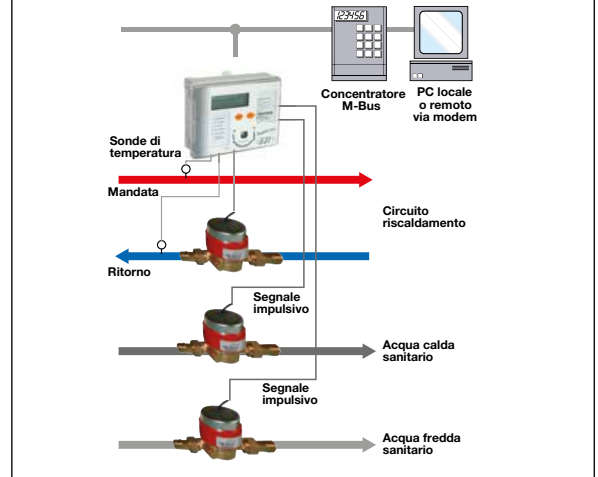 123456
Concentratore
M-Bus
PC locale
o remoto
via modem
Sonde di
temperatura
Mandata
Circuito
riscaldamento
Ritorno
Segnale
impulsivo
Acqua calda
sanitario
Segnale
impulsivo
Acqua fredda
sanitario